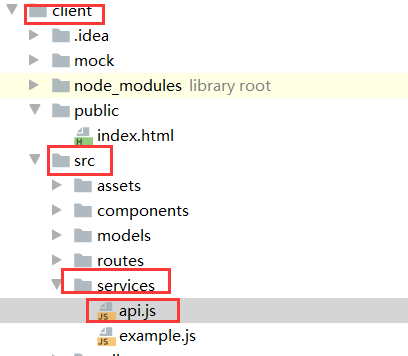 client
.idea
mock
node_modules library root
public
index.html
src
assets
components
models
routes
services
api.js
example.js